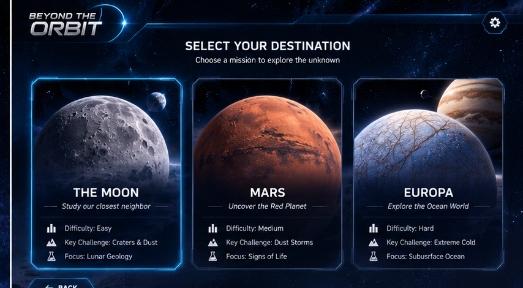 BEYOND THE
ORBIT
SELECT YOUR DESTINATION
Choose a mission to explore the unknown
THE MOON
Study our closest neighbor
Difficulty: Easy
Key Challenge: Craters & Dust
Focus: Lunar Geology
MARS
Uncover the Red Planet
Difficulty: Medium
Key Challenge: Dust Storms
Focus: Signs of Life
EUROPA
Explore the Ocean World
Difficulty: Hard
Key Challenge: Extreme Cold
Focus: Subusrface Ocean
BACK